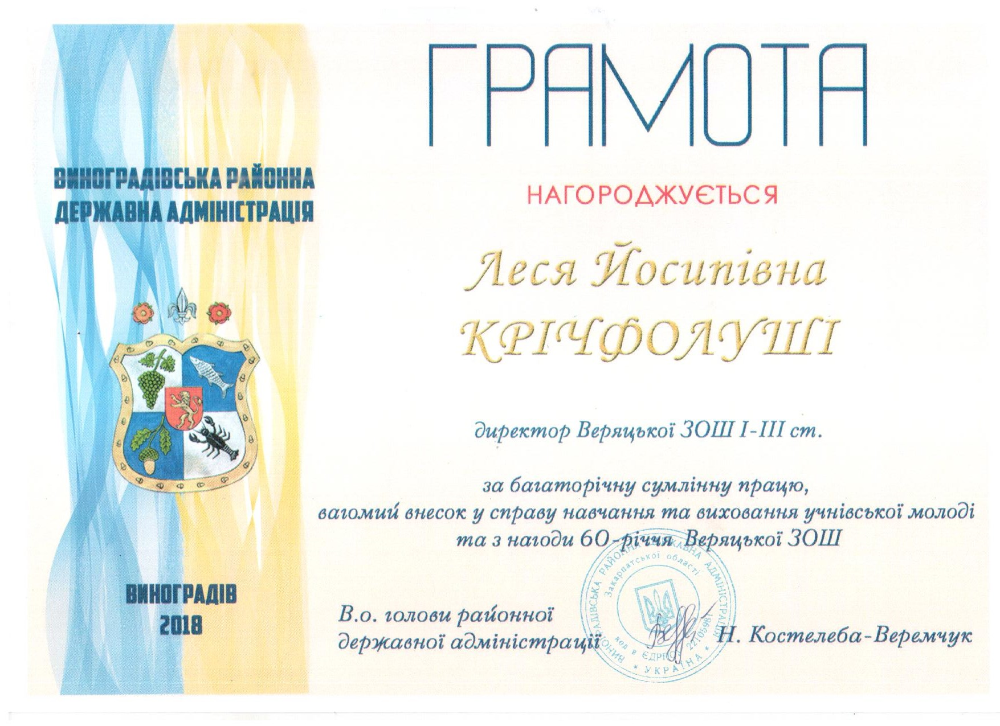 ГРАМОТА
ВИНОГРАДІВСЬКА РАЙОННА
ДЕРЖАВНА АДМІНІСТРАЦІЯ
НАГОРОДЖУЄТЬСЯ
Леся Йосипівна
КРІЧФОЛУШІ
директор Веряцької ЗОШ І-ІІІ ст.
за багаторічну сумлінну працю,
вагомий внесок у справу навчання та виховання учнівської молоді
та з нагоди 60-річчя Веряцької ЗОШ
ВИНОГРАДІВ
2018
В.о. голови районної
державної адміністрації
Н. Костелеба-Веремчук
ВИНОГРАДІВСЬКА РАЙОННА ДЕРЖАВНА АДМІНІСТРАЦІЯ
Закарпатської області
код в ЄДРПОУ 22105981
* УКРАЇНА *